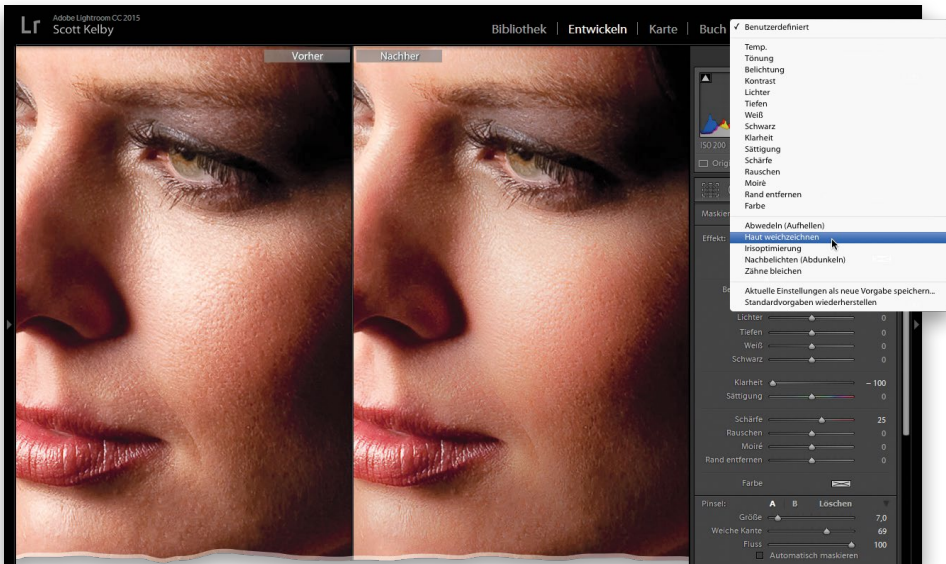 Lr Adobe Lightroom CC 2015
Scott Kelby
Bibliothek | Entwickeln | Karte | Buch
Vorher
Nachher
✓ Benutzerdefiniert
Temp.
Tönung
Belichtung
Kontrast
Lichter
Tiefen
Weiß
Schwarz
Klarheit
Sättigung
Schärfe
Rauschen
Moiré
Rand entfernen
Farbe
Abwedeln (Aufhellen)
Haut weichzeichnen
Irisoptimierung
Nachbelichten (Abdunkeln)
Zähne bleichen
Aktuelle Einstellungen als neue Vorgabe speichern...
Standardvorgaben wiederherstellen
ISO 200
Origi
Maskier
Effekt:
Be
Lichter 0
Tiefen 0
Weiß 0
Schwarz 0
Klarheit – 100
Sättigung 0
Schärfe 25
Rauschen 0
Moiré 0
Rand entfernen 0
Farbe
Pinsel: A B Löschen
Größe 7,0
Weiche Kante 69
Fluss 100
Automatisch maskieren